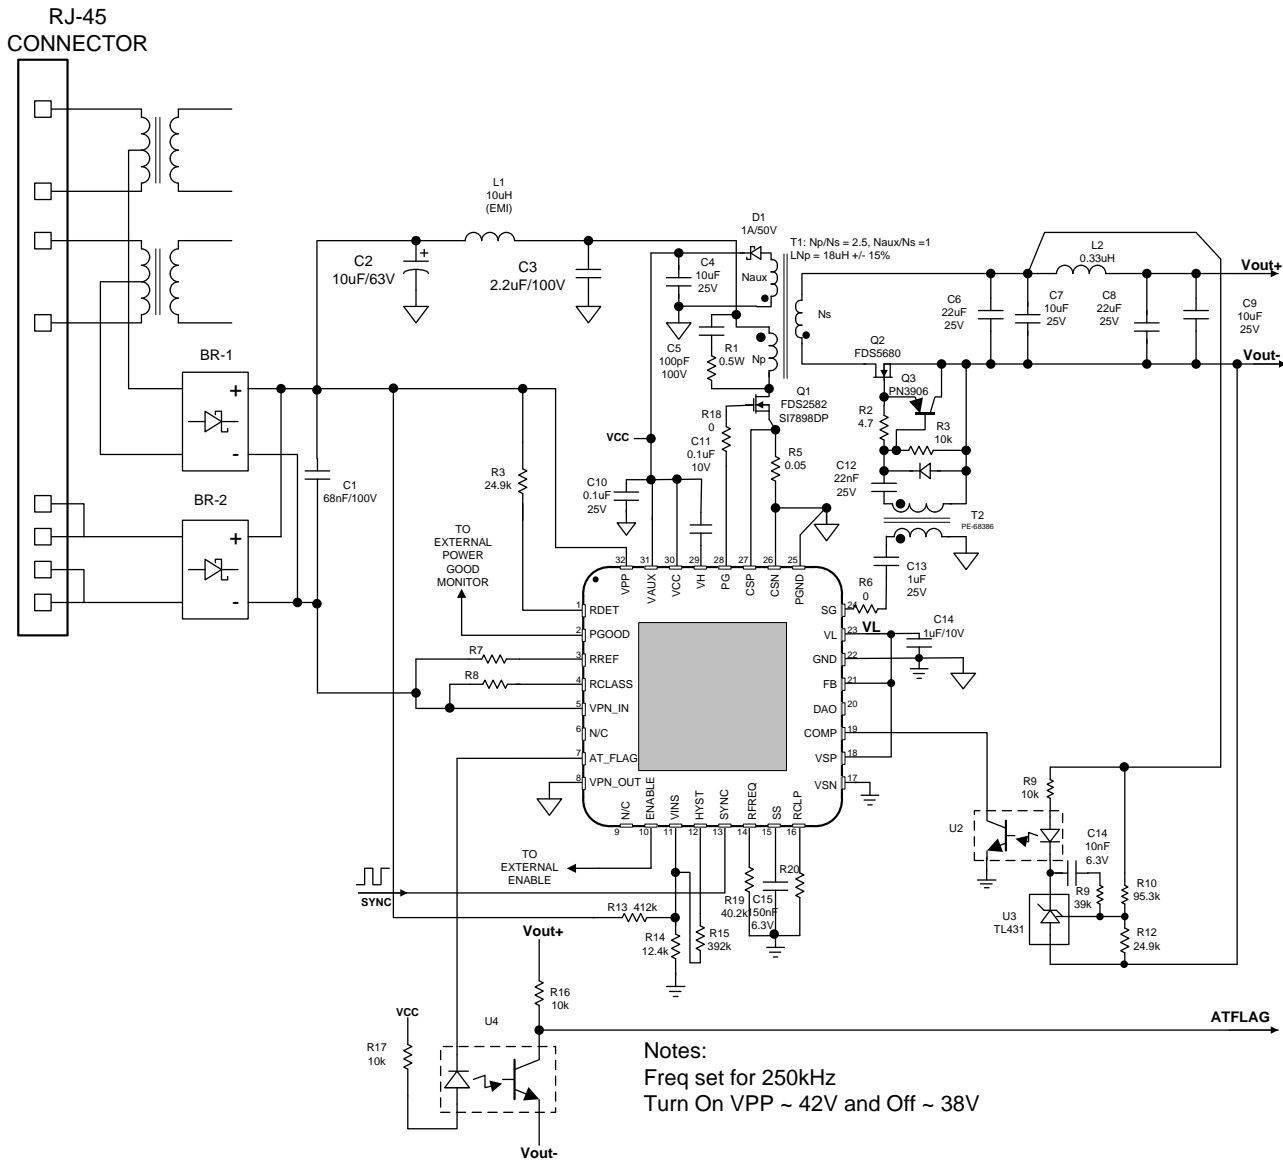 RJ-45
CONNECTOR
L1
10uH
(EMI)
C2
10uF/63V
C3
2.2uF/100V
D1
1A/50V
T1: Np/Ns = 2.5, Naux/Ns =1
LNp = 18uH +/- 15%
C4
10uF
25V
Naux
Ns
Np
C5
100pF
100V
R1
0.5W
L2
0.33uH
Vout+
C6
22uF
25V
C7
10uF
25V
C8
22uF
25V
C9
10uF
25V
Vout-
Q2
FDS5680
Q3
PN3906
Q1
FDS2582
SI7898DP
R2
4.7
R3
10k
C12
22nF
25V
T2
PE-68386
BR-1
+
-
BR-2
+
-
C1
68nF/100V
R3
24.9k
VCC
R18
0
C11
0.1uF
10V
R5
0.05
C10
0.1uF
25V
C13
1uF
25V
R6
0
TO
EXTERNAL
POWER
GOOD
MONITOR
32
31
30
29
28
27
26
25
VPP
VAUX
VCC
VH
PG
CSP
CSN
PGND
1
RDET
2
PGOOD
3
RREF
4
RCLASS
5
VPN_IN
6
N/C
7
AT_FLAG
8
VPN_OUT
SG
24
VL
23
GND
22
FB
21
DAO
20
COMP
19
VSP
18
VSN
17
N/C
ENABLE
VINS
HYST
SYNC
RFREQ
SS
RCLP
9
10
11
12
13
14
15
16
R7
R8
VL
C14
1uF/10V
TO
EXTERNAL
ENABLE
SYNC
R13 412k
R14
12.4k
R15
392k
R19
40.2k
C15
150nF
6.3V
R20
R9
10k
U2
C14
10nF
6.3V
R9
39k
R10
95.3k
U3
TL431
R12
24.9k
Vout+
R16
10k
VCC
R17
10k
U4
Vout-
ATFLAG
Notes:
Freq set for 250kHz
Turn On VPP ~ 42V and Off ~ 38V